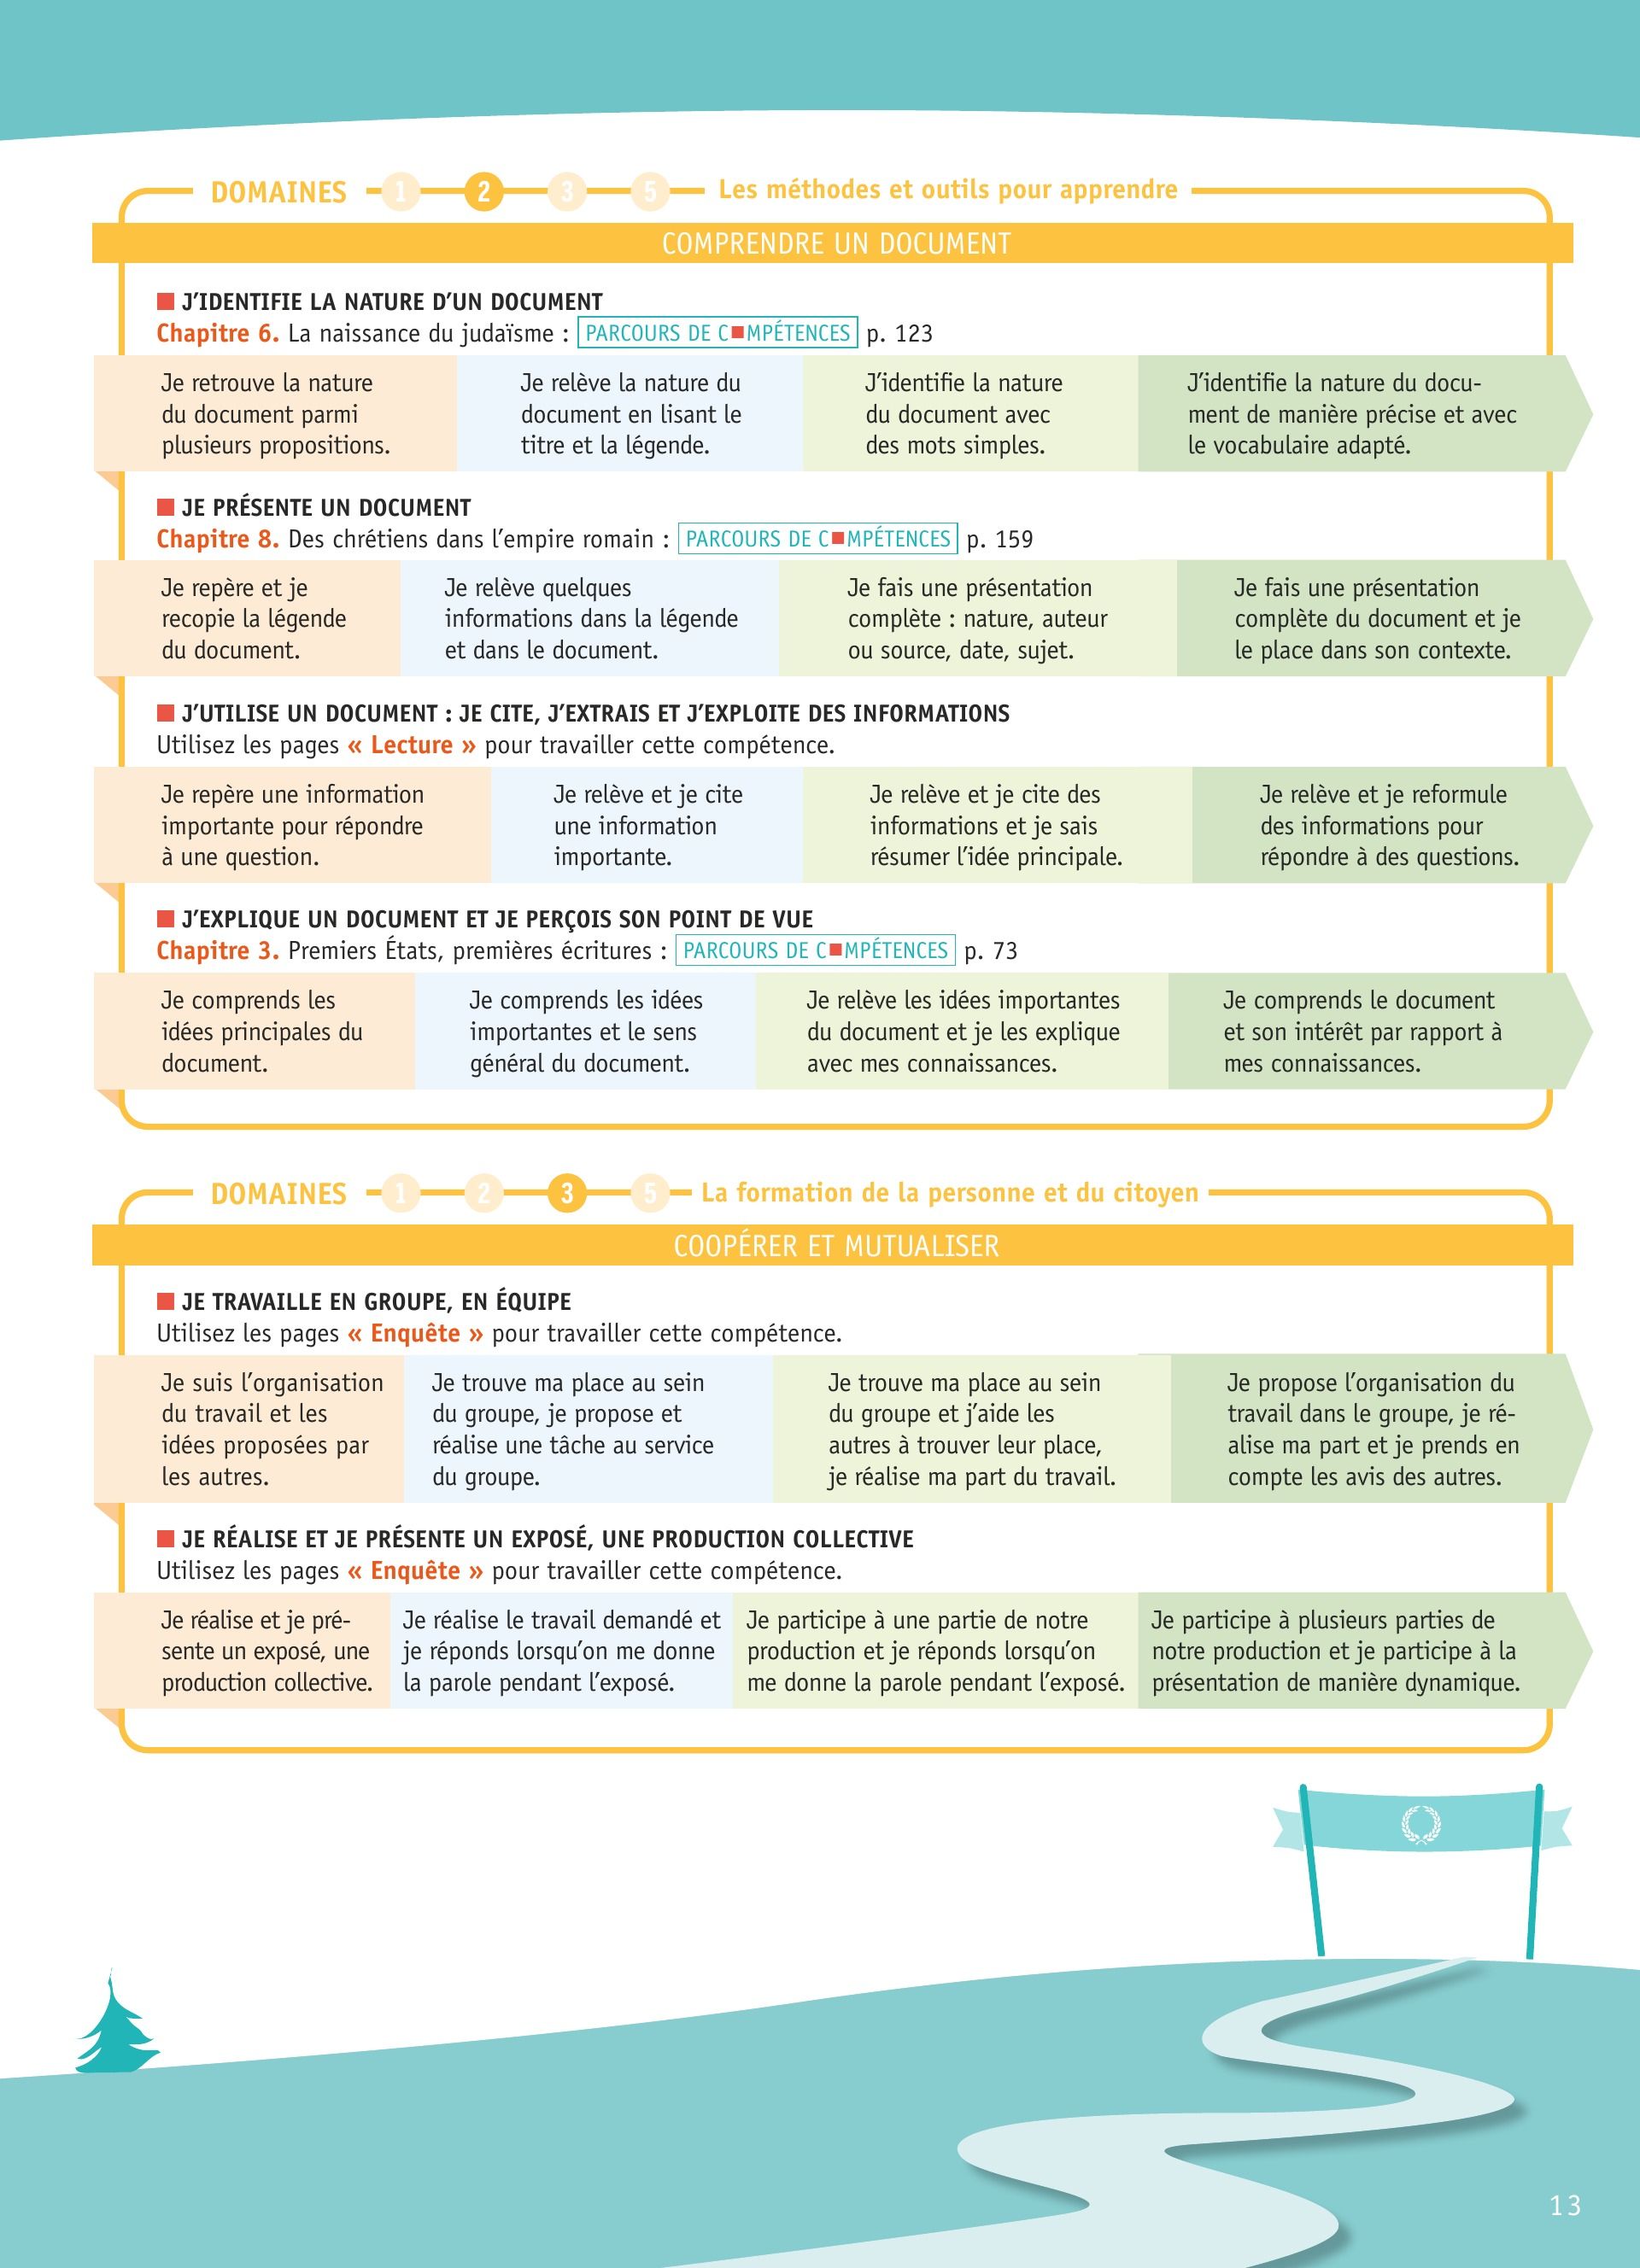 DOMAINES 1 2 3 5 Les méthodes et outils pour apprendre
COMPRENDRE UN DOCUMENT
J'IDENTIFIE LA NATURE D'UN DOCUMENT
Chapitre 6. La naissance du judaïsme : PARCOURS DE C■MPÉTENCES p. 123
Je retrouve la nature
du document parmi
plusieurs propositions.
Je relève la nature du
document en lisant le
titre et la légende.
J'identifie la nature
du document avec
des mots simples.
J'identifie la nature du docu-
ment de manière précise et avec
le vocabulaire adapté.
JE PRÉSENTE UN DOCUMENT
Chapitre 8. Des chrétiens dans l'empire romain : PARCOURS DE C■MPÉTENCES p. 159
Je repère et je
recopie la légende
du document.
Je relève quelques
informations dans la légende
et dans le document.
Je fais une présentation
complète : nature, auteur
ou source, date, sujet.
Je fais une présentation
complète du document et je
le place dans son contexte.
J'UTILISE UN DOCUMENT : JE CITE, J'EXTRAIS ET J'EXPLOITE DES INFORMATIONS
Utilisez les pages « Lecture » pour travailler cette compétence.
Je repère une information
importante pour répondre
à une question.
Je relève et je cite
une information
importante.
Je relève et je cite des
informations et je sais
résumer l'idée principale.
Je relève et je reformule
des informations pour
répondre à des questions.
J'EXPLIQUE UN DOCUMENT ET JE PERÇOIS SON POINT DE VUE
Chapitre 3. Premiers États, premières écritures : PARCOURS DE C■MPÉTENCES p. 73
Je comprends les
idées principales du
document.
Je comprends les idées
importantes et le sens
général du document.
Je relève les idées importantes
du document et je les explique
avec mes connaissances.
Je comprends le document
et son intérêt par rapport à
mes connaissances.
DOMAINES 1 2 3 5 La formation de la personne et du citoyen
COOPÉRER ET MUTUALISER
JE TRAVAILLE EN GROUPE, EN ÉQUIPE
Utilisez les pages « Enquête » pour travailler cette compétence.
Je suis l'organisation
du travail et les
idées proposées par
les autres.
Je trouve ma place au sein
du groupe, je propose et
réalise une tâche au service
du groupe.
Je trouve ma place au sein
du groupe et j'aide les
autres à trouver leur place,
je réalise ma part du travail.
Je propose l'organisation du
travail dans le groupe, je ré-
alise ma part et je prends en
compte les avis des autres.
JE RÉALISE ET JE PRÉSENTE UN EXPOSÉ, UNE PRODUCTION COLLECTIVE
Utilisez les pages « Enquête » pour travailler cette compétence.
Je réalise et je pré-
sente un exposé, une
production collective.
Je réalise le travail demandé et
je réponds lorsqu'on me donne
la parole pendant l'exposé.
Je participe à une partie de notre
production et je réponds lorsqu'on
me donne la parole pendant l'exposé.
Je participe à plusieurs parties de
notre production et je participe à la
présentation de manière dynamique.
13